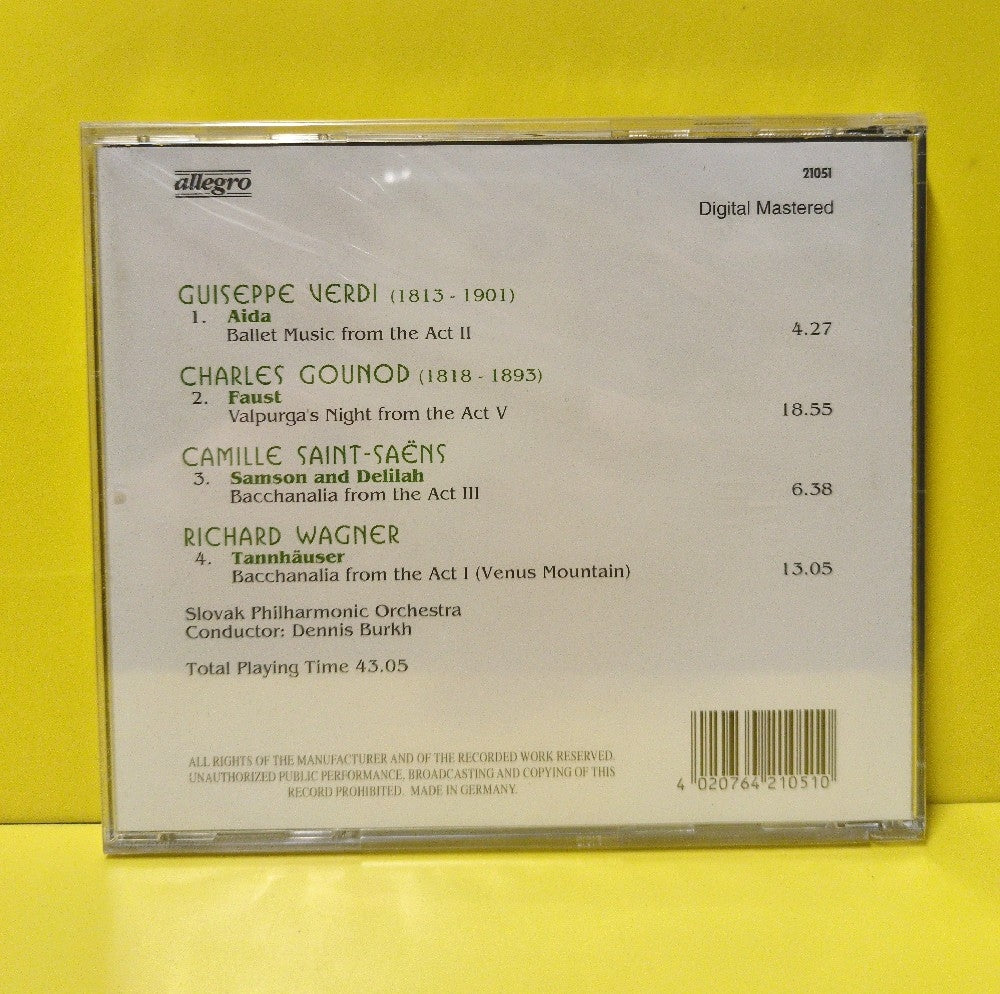 allegro
21051
Digital Mastered
GUISEPPE VERDI (1813 - 1901)
1. Aida
Ballet Music from the Act II 4.27
CHARLES GOUNOD (1818 - 1893)
2. Faust
Valpurga's Night from the Act V 18.55
CAMILLE SAINT-SAËNS
3. Samson and Delilah
Bacchanalia from the Act III 6.38
RICHARD WAGNER
4. Tannhäuser
Bacchanalia from the Act I (Venus Mountain) 13.05
Slovak Philharmonic Orchestra
Conductor: Dennis Burkh
Total Playing Time 43.05
ALL RIGHTS OF THE MANUFACTURER AND OF THE RECORDED WORK RESERVED.
UNAUTHORIZED PUBLIC PERFORMANCE, BROADCASTING AND COPYING OF THIS
RECORD PROHIBITED. MADE IN GERMANY.
4 020764 210510